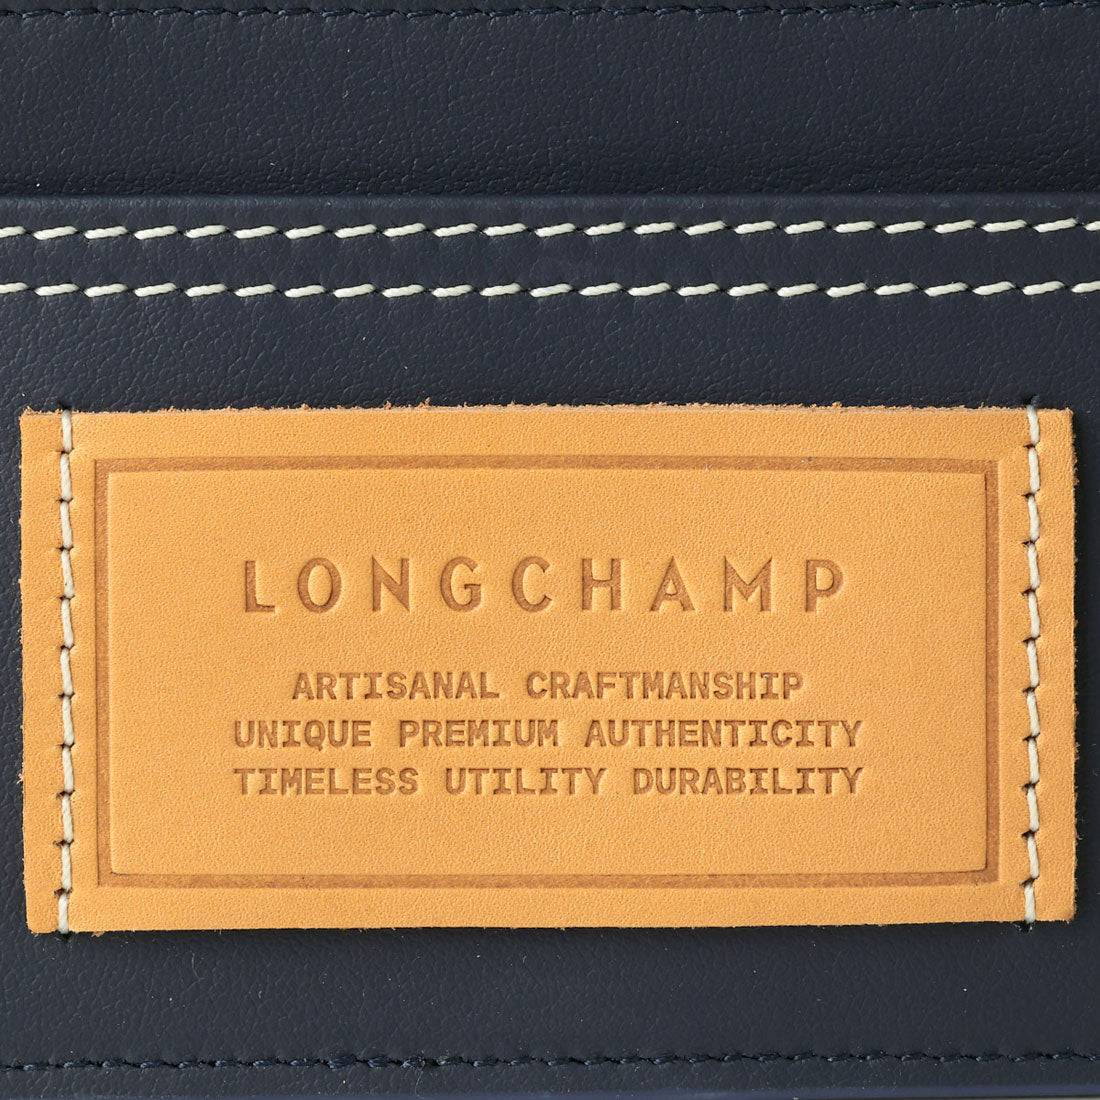 LONGCHAMP
ARTISANAL CRAFTMANSHIP
UNIQUE PREMIUM AUTHENTICITY
TIMELESS UTILITY DURABILITY